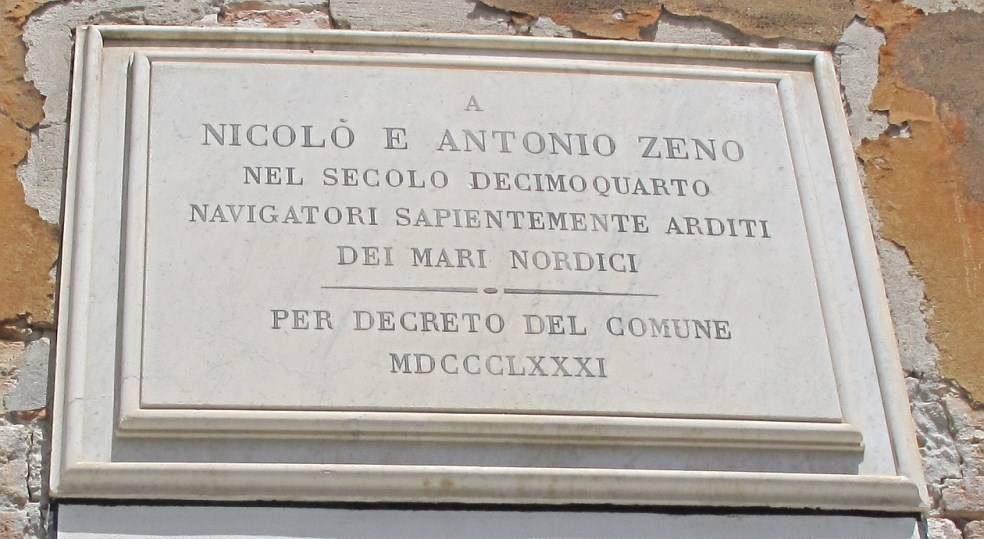 A
NICOLÒ E ANTONIO ZENO
NEL SECOLO DECIMOQUARTO
NAVIGATORI SAPIENTEMENTE ARDITI
DEI MARI NORDICI
PER DECRETO DEL COMUNE
MDCCCLXXXI